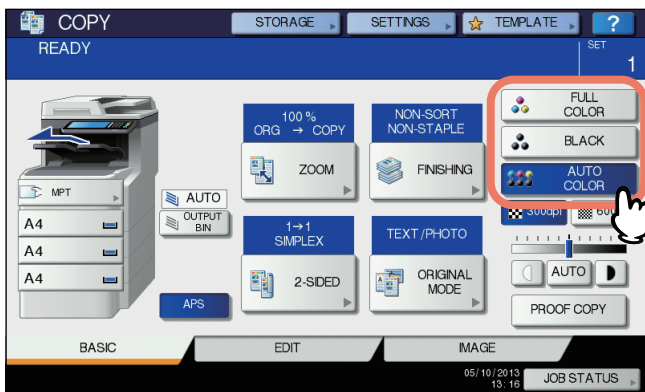 COPY
STORAGE
SETTINGS
TEMPLATE
?
READY
SET
1
100 %
ORG → COPY
NON-SORT
NON-STAPLE
FULL
COLOR
BLACK
ZOOM
FINISHING
AUTO
COLOR
MPT
AUTO
300dpi
OUTPUT
BIN
A4
1→1
SIMPLEX
TEXT/PHOTO
A4
2-SIDED
ORIGINAL
MODE
AUTO
A4
APS
PROOF COPY
BASIC
EDIT
IMAGE
05/10/2013
13:16
JOB STATUS